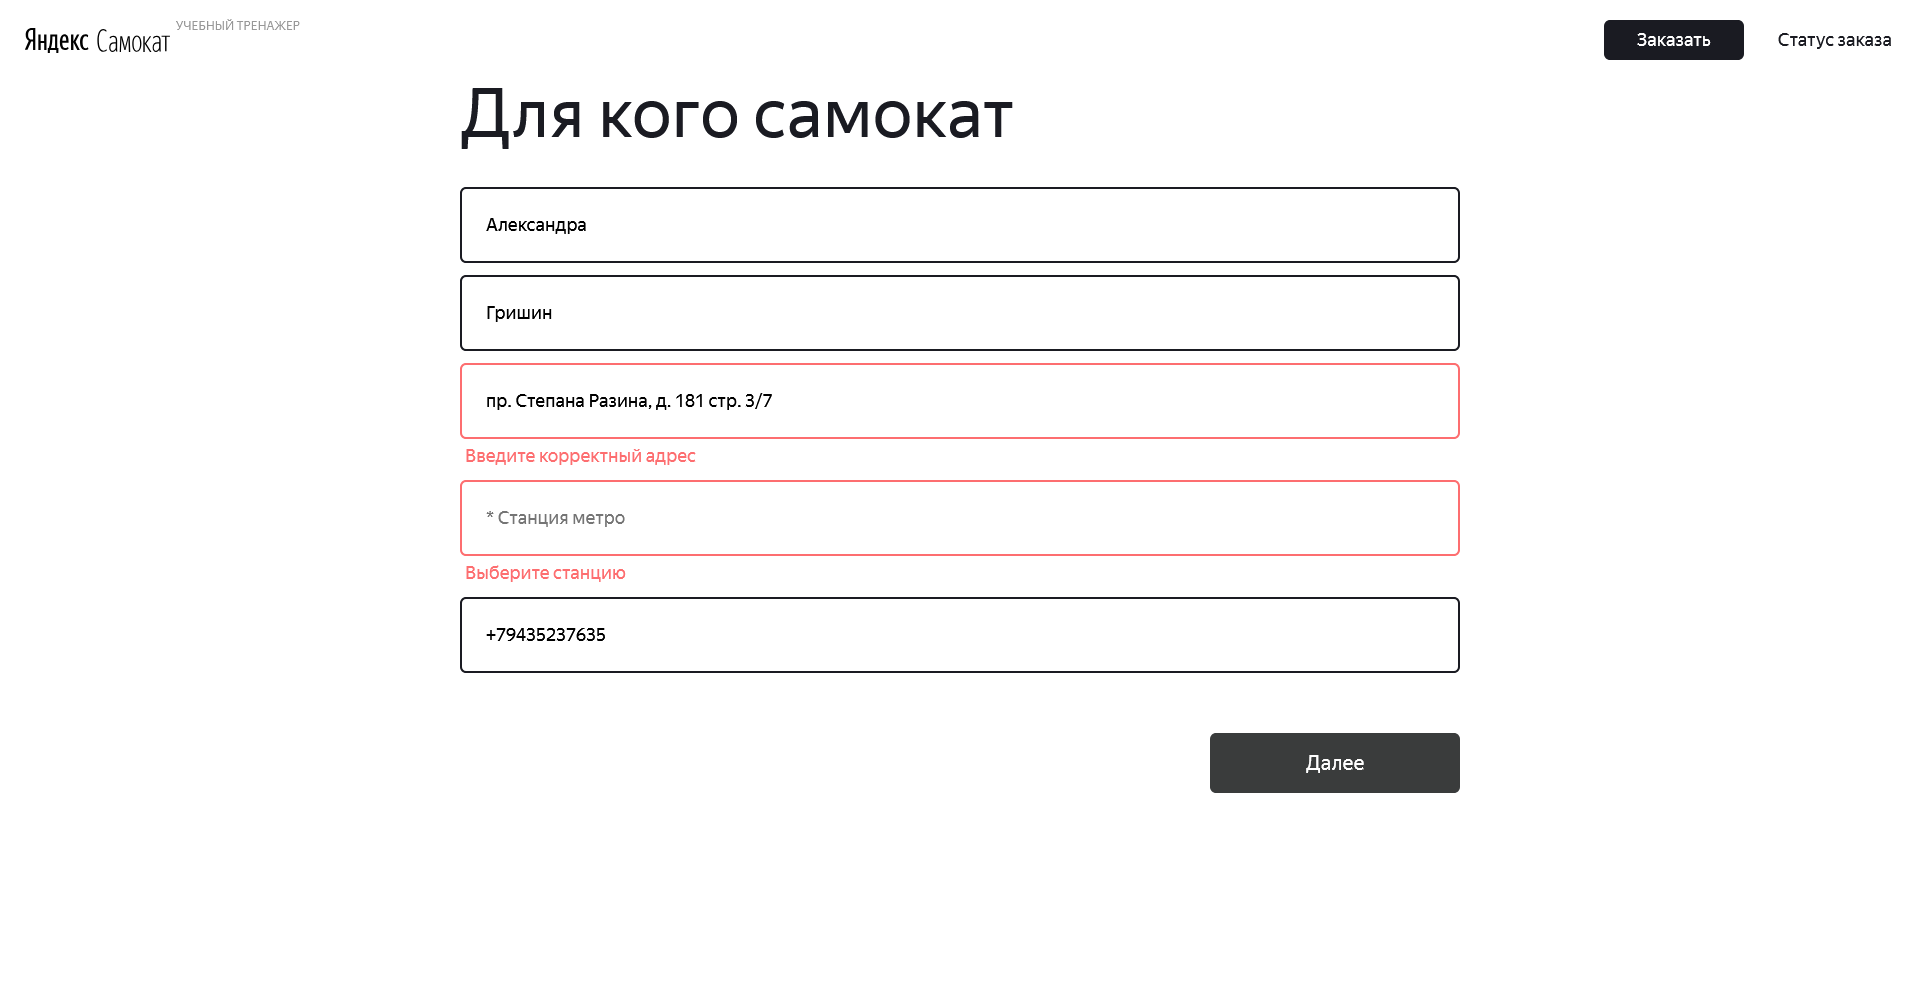 Яндекс Самокат
УЧЕБНЫЙ ТРЕНАЖЕР
Заказать
Статус заказа
Для кого самокат
Александра
Гришин
пр. Степана Разина, д. 181 стр. 3/7
Введите корректный адрес
* Станция метро
Выберите станцию
+79435237635
Далее